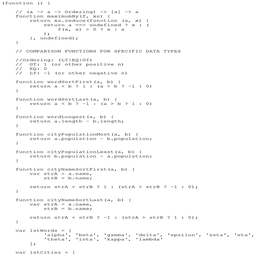 (function () {
// (a -> a -> Ordering) -> [a] -> a
function maximumBy(f, xs) {
return xs.reduce(function (a, x) {
return a === undefined ? x : (
f(x, a) > 0 ? x : a
);
}, undefined);
}
// COMPARISON FUNCTIONS FOR SPECIFIC DATA TYPES
//Ordering: (LT|EQ|GT)
// GT: 1 (or other positive n)
// EQ: 0
// LT: -1 (or other negative n)
function wordSortFirst(a, b) {
return a < b ? 1 : (a > b ? -1 : 0)
}
function wordSortLast(a, b) {
return a < b ? -1 : (a > b ? 1 : 0)
}
function wordLongest(a, b) {
return a.length - b.length;
}
function cityPopulationMost(a, b) {
return a.population - b.population;
}
function cityPopulationLeast(a, b) {
return b.population - a.population;
}
function cityNameSortFirst(a, b) {
var strA = a.name,
strB = b.name;
return strA < strB ? 1 : (strA > strB ? -1 : 0);
}
function cityNameSortLast(a, b) {
var strA = a.name,
strB = b.name;
return strA < strB ? -1 : (strA > strB ? 1 : 0);
}
var lstWords = [
'alpha', 'beta', 'gamma', 'delta', 'epsilon', 'zeta', 'eta',
'theta', 'iota', 'kappa', 'lambda'
];
var lstCities = [